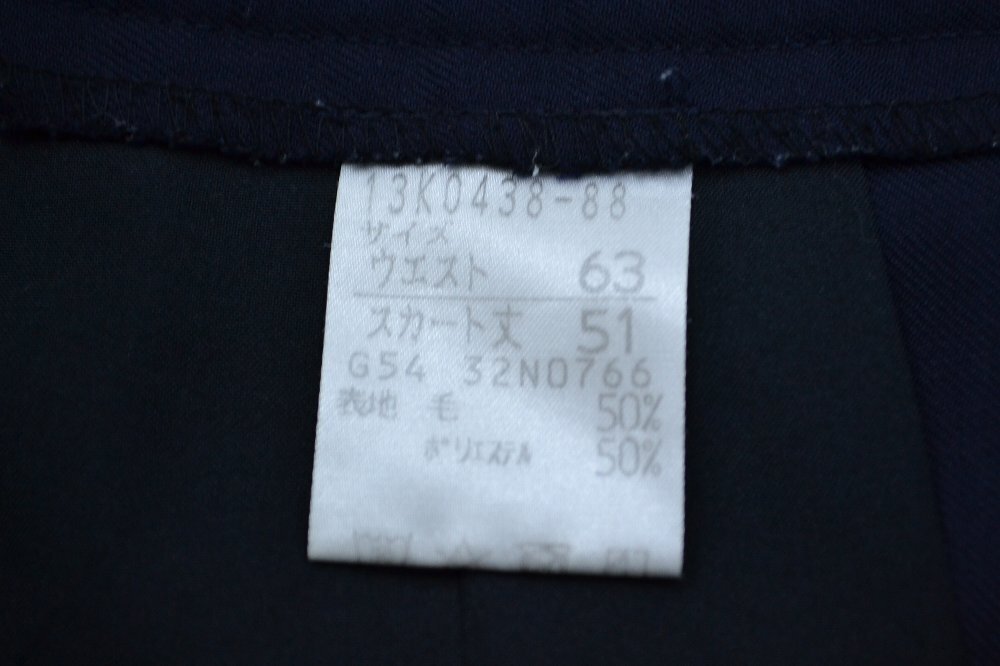 13K0438-88
サイズ
ウエスト 63
スカート丈 51
G54 32N0766
表地 毛 50%
ポリエステル 50%